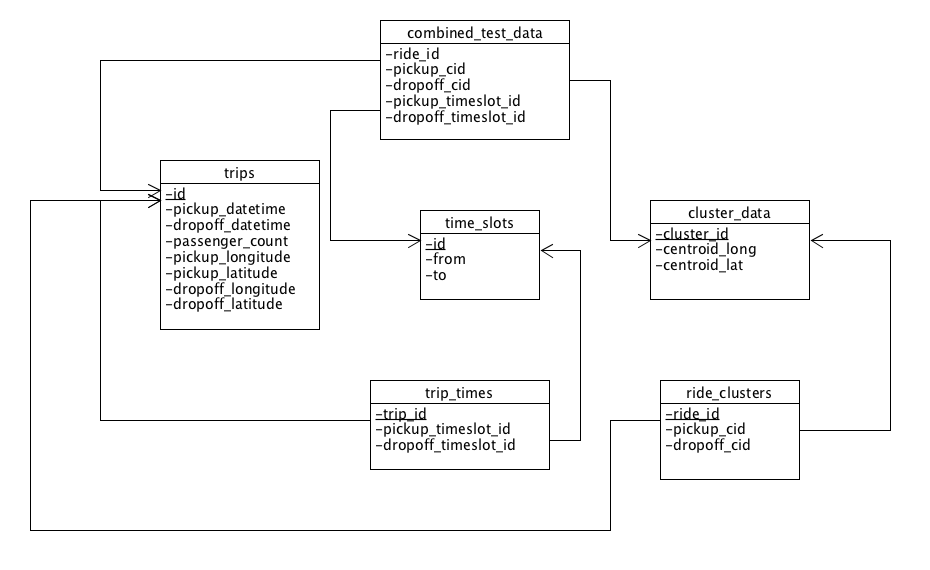 combined_test_data
-ride_id
-pickup_cid
-dropoff_cid
-pickup_timeslot_id
-dropoff_timeslot_id
trips
-id
-pickup_datetime
-dropoff_datetime
-passenger_count
-pickup_longitude
-pickup_latitude
-dropoff_longitude
-dropoff_latitude
time_slots
-id
-from
-to
cluster_data
-cluster_id
-centroid_long
-centroid_lat
trip_times
-trip_id
-pickup_timeslot_id
-dropoff_timeslot_id
ride_clusters
-ride_id
-pickup_cid
-dropoff_cid